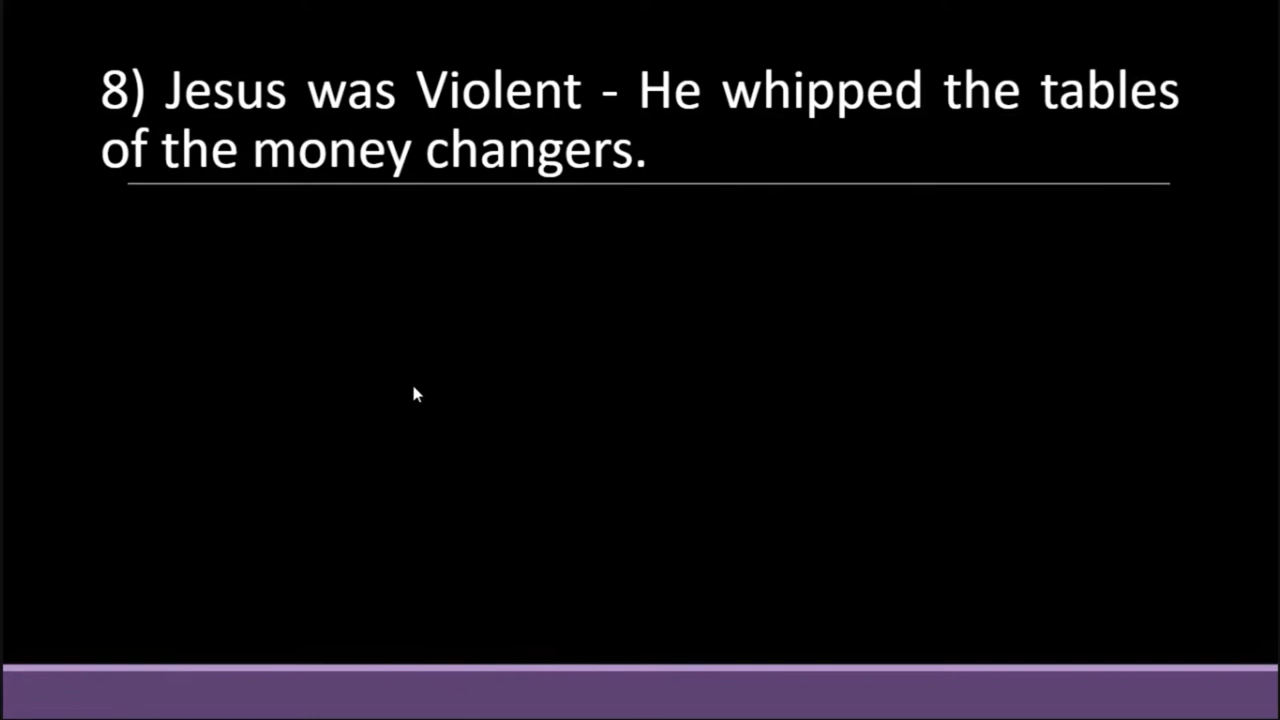 8) Jesus was Violent - He whipped the tables
of the money changers.